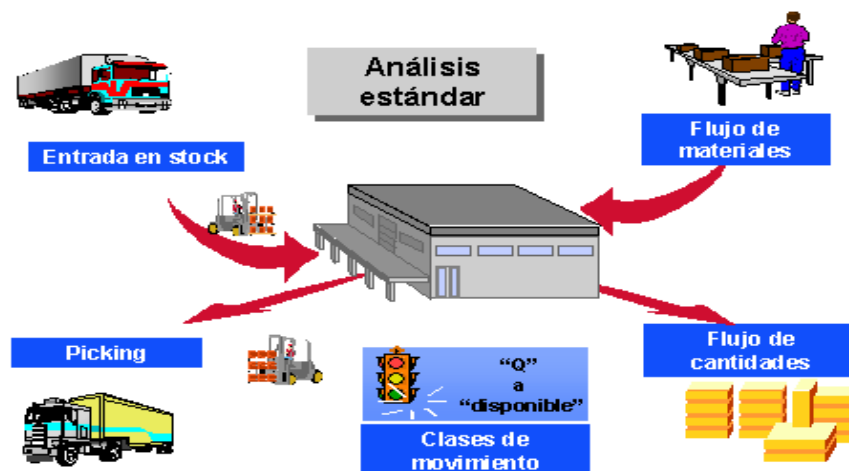 Análisis
estándar
Entrada en stock
Flujo de
materiales
Picking
Flujo de
cantidades
“Q”
a
“disponible”
Clases de
movimiento